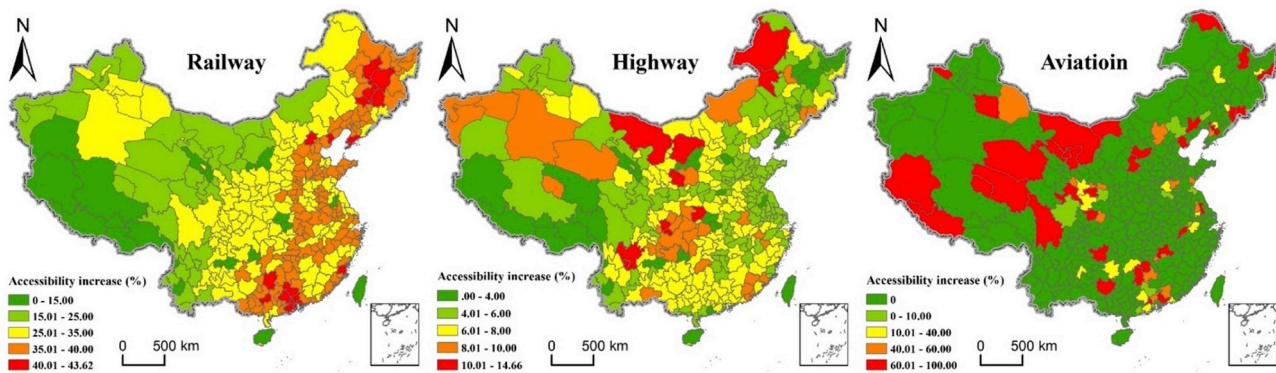 N
Railway
Accessibility increase (%)
0 - 15.00
15.01 - 25.00
25.01 - 35.00
35.01 - 40.00
40.01 - 43.62
0 500 km
N
Highway
Accessibility increase (%)
.00 - 4.00
4.01 - 6.00
6.01 - 8.00
8.01 - 10.00
10.01 - 14.66
0 500 km
N
Aviatioin
Accessibility increase (%)
0
0 - 10.00
10.01 - 40.00
40.01 - 60.00
60.01 - 100.00
0 500 km